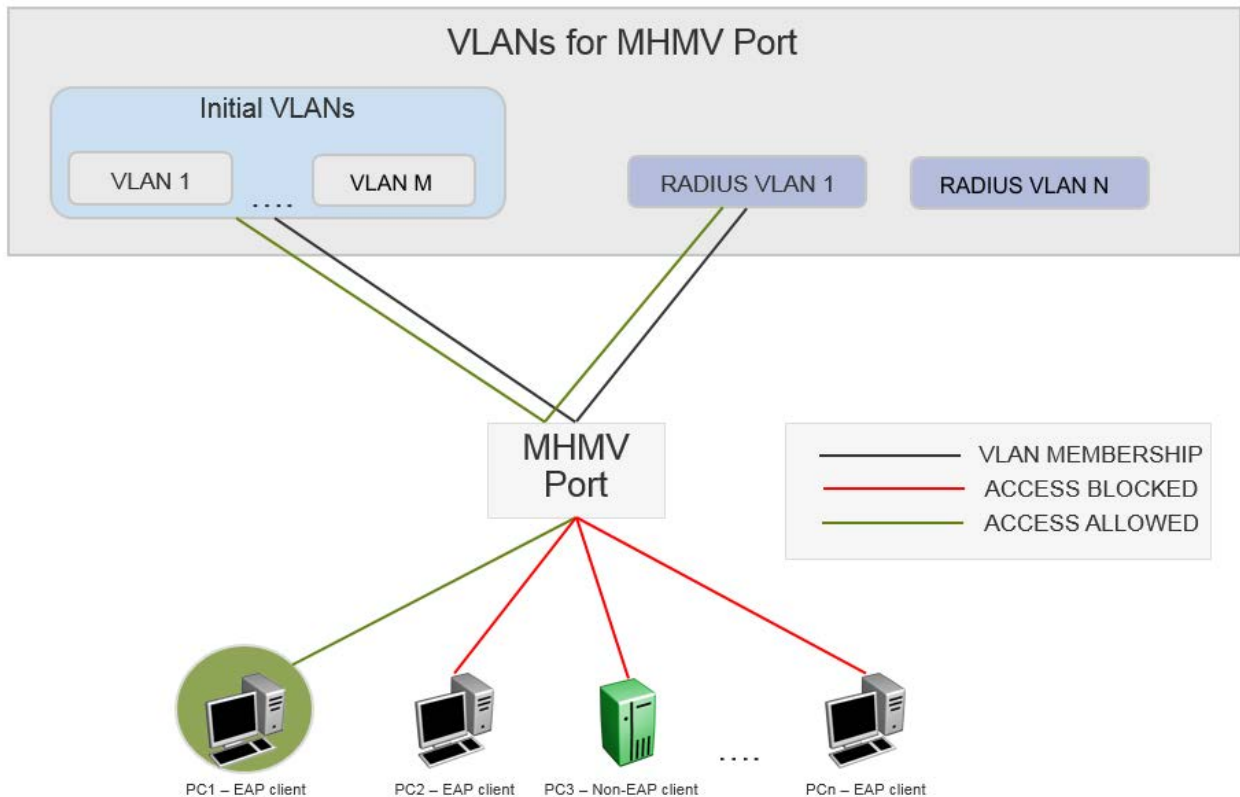 VLANs for MHMV Port
Initial VLANs
VLAN 1
....
VLAN M
RADIUS VLAN 1
RADIUS VLAN N
MHMV
Port
VLAN MEMBERSHIP
ACCESS BLOCKED
ACCESS ALLOWED
....
PC1 – EAP client
PC2 – EAP client
PC3 – Non-EAP client
PCn – EAP client